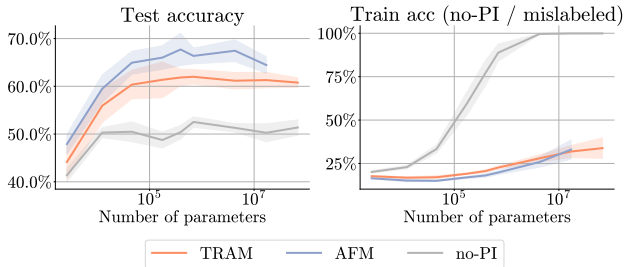 Test accuracy
70.0%
60.0%
50.0%
40.0%
10^5
10^7
Number of parameters
Train acc (no-PI / mislabeled)
100%
75%
50%
25%
10^5
10^7
Number of parameters
TRAM AFM no-PI